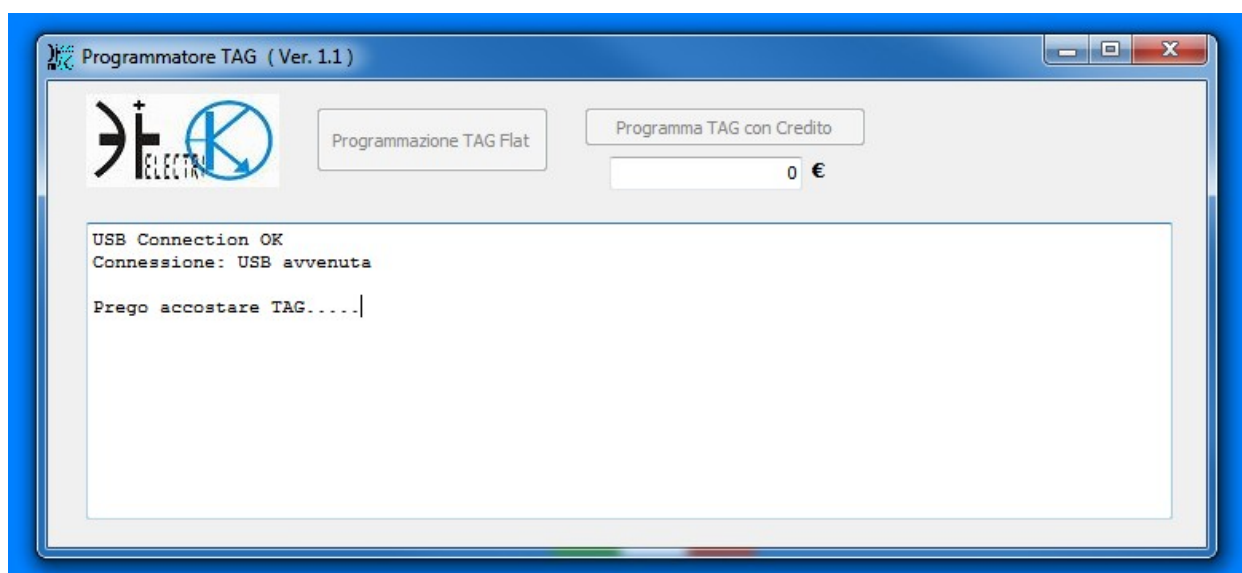 Programmatore TAG ( Ver. 1.1 )
ELECTR
Programmazione TAG Flat
Programma TAG con Credito
0 €
USB Connection OK
Connessione: USB avvenuta
Prego accostare TAG.....